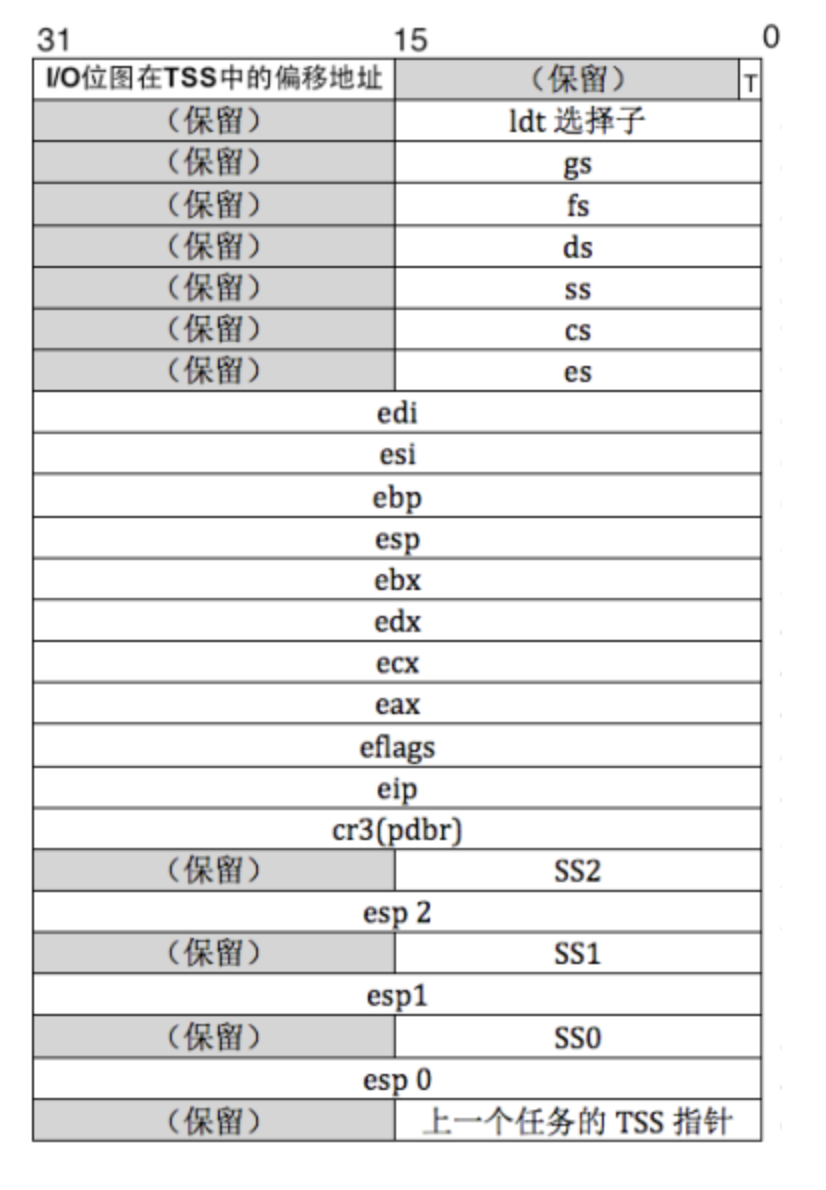 31 15 0
I/O位图在TSS中的偏移地址 （保留） T
（保留） ldt 选择子
（保留） gs
（保留） fs
（保留） ds
（保留） ss
（保留） cs
（保留） es
edi
esi
ebp
esp
ebx
edx
ecx
eax
eflags
eip
cr3(pdbr)
（保留） SS2
esp 2
（保留） SS1
esp1
（保留） SS0
esp 0
（保留） 上一个任务的 TSS 指针